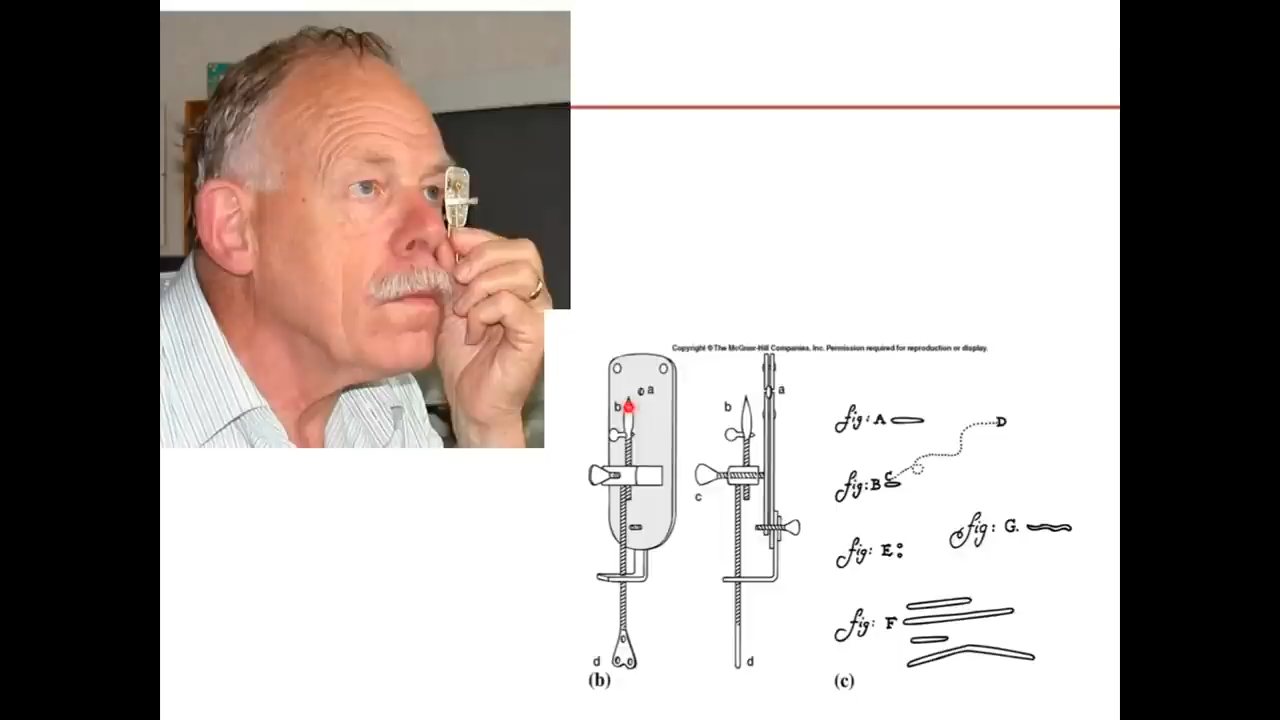 Copyright © The McGraw-Hill Companies, Inc. Permission required for reproduction or display.
a
b
d
(b)
a
b
c
d
fig: A
D
fig: B
C
fig: E
fig: G.
fig: F
(c)